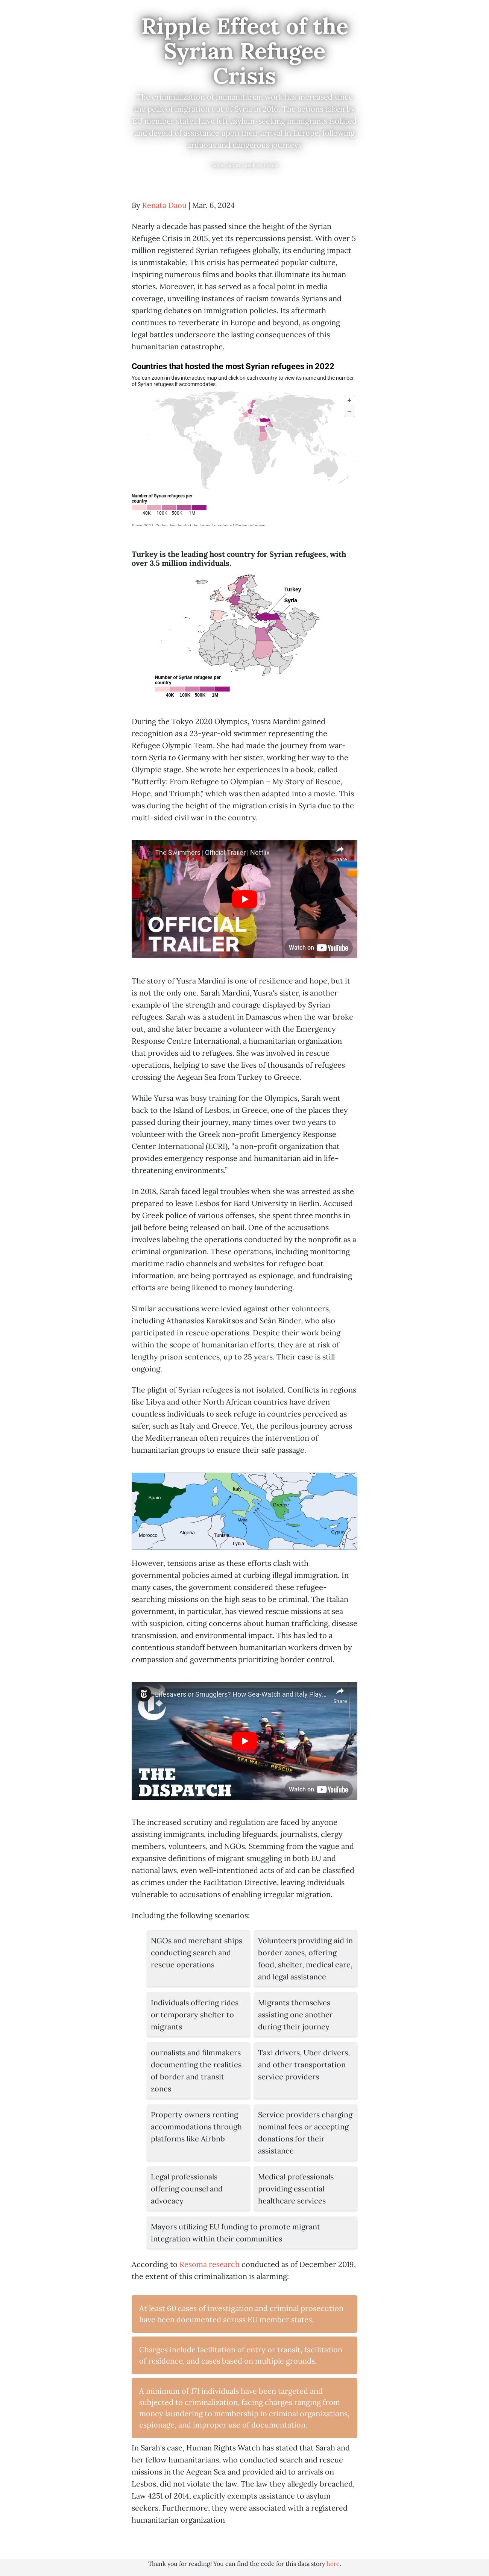 Ripple Effect of the
Syrian Refugee
Crisis
The criminalization of humanitarian work has increased since
the peak of migration out of Syria in 2016. The actions taken by
EU member states have left asylum-seeking immigrants isolated
and devoid of assistance upon their arrival in Europe, following
arduous and dangerous journeys.
By Renata Daou | Mar. 6, 2024
Nearly a decade has passed since the height of the Syrian
Refugee Crisis in 2015, yet its repercussions persist. With over 5
million registered Syrian refugees globally, its enduring impact
is unmistakable. This crisis has permeated popular culture,
inspiring numerous films and books that illuminate its human
stories. Moreover, it has served as a focal point in media
coverage, unveiling instances of racism towards Syrians and
sparking debates on immigration policies. Its aftermath
continues to reverberate in Europe and beyond, as ongoing
legal battles underscore the lasting consequences of this
humanitarian catastrophe.
Countries that hosted the most Syrian refugees in 2022
You can zoom in this interactive map and click on each country to view its name and the number
of Syrian refugees it accommodates.
+
−
Number of Syrian refugees per
country
40K 100K 500K 1M
Turkey is the leading host country for Syrian refugees, with
over 3.5 million individuals.
Turkey
Syria
Number of Syrian refugees per
country
40K 100K 500K 1M
During the Tokyo 2020 Olympics, Yusra Mardini gained
recognition as a 23-year-old swimmer representing the
Refugee Olympic Team. She had made the journey from war-
torn Syria to Germany with her sister, working her way to the
Olympic stage. She wrote her experiences in a book, called
"Butterfly: From Refugee to Olympian – My Story of Rescue,
Hope, and Triumph," which was then adapted into a movie. This
was during the height of the migration crisis in Syria due to the
multi-sided civil war in the country.
The Swimmers | Official Trailer | Netflix
Share
OFFICIAL
TRAILER
Watch on YouTube
The story of Yusra Mardini is one of resilience and hope, but it
is not the only one. Sarah Mardini, Yusra's sister, is another
example of the strength and courage displayed by Syrian
refugees. Sarah was a student in Damascus when the war broke
out, and she later became a volunteer with the Emergency
Response Centre International, a humanitarian organization
that provides aid to refugees. She was involved in rescue
operations, helping to save the lives of thousands of refugees
crossing the Aegean Sea from Turkey to Greece.
While Yursa was busy training for the Olympics, Sarah went
back to the Island of Lesbos, in Greece, one of the places they
passed during their journey, many times over two years to
volunteer with the Greek non-profit Emergency Response
Center International (ECRI), "a non-profit organization that
provides emergency response and humanitarian aid in life-
threatening environments."
In 2018, Sarah faced legal troubles when she was arrested as she
prepared to leave Lesbos for Bard University in Berlin. Accused
by Greek police of various offenses, she spent three months in
jail before being released on bail. One of the accusations
involves labeling the operations conducted by the nonprofit as a
criminal organization. These operations, including monitoring
maritime radio channels and websites for refugee boat
information, are being portrayed as espionage, and fundraising
efforts are being likened to money laundering.
Similar accusations were levied against other volunteers,
including Athanasios Karakitsos and Seán Binder, who also
participated in rescue operations. Despite their work being
within the scope of humanitarian efforts, they are at risk of
lengthy prison sentences, up to 25 years. Their case is still
ongoing.
The plight of Syrian refugees is not isolated. Conflicts in regions
like Libya and other North African countries have driven
countless individuals to seek refuge in countries perceived as
safer, such as Italy and Greece. Yet, the perilous journey across
the Mediterranean often requires the intervention of
humanitarian groups to ensure their safe passage.
Italy
Spain
Greece
Malta
Cyprus
Morocco
Algeria
Tunisia
Lybia
However, tensions arise as these efforts clash with
governmental policies aimed at curbing illegal immigration. In
many cases, the government considered these refugee-
searching missions on the high seas to be criminal. The Italian
government, in particular, has viewed rescue missions at sea
with suspicion, citing concerns about human trafficking, disease
transmission, and environmental impact. This has led to a
contentious standoff between humanitarian workers driven by
compassion and governments prioritizing border control.
Lifesavers or Smugglers? How Sea-Watch and Italy Play...
Share
SEA-WATCH RESCUE
THE
DISPATCH
Watch on YouTube
The increased scrutiny and regulation are faced by anyone
assisting immigrants, including lifeguards, journalists, clergy
members, volunteers, and NGOs. Stemming from the vague and
expansive definitions of migrant smuggling in both EU and
national laws, even well-intentioned acts of aid can be classified
as crimes under the Facilitation Directive, leaving individuals
vulnerable to accusations of enabling irregular migration.
Including the following scenarios:
NGOs and merchant ships
conducting search and
rescue operations
Volunteers providing aid in
border zones, offering
food, shelter, medical care,
and legal assistance
Individuals offering rides
or temporary shelter to
migrants
Migrants themselves
assisting one another
during their journey
ournalists and filmmakers
documenting the realities
of border and transit
zones
Taxi drivers, Uber drivers,
and other transportation
service providers
Property owners renting
accommodations through
platforms like Airbnb
Service providers charging
nominal fees or accepting
donations for their
assistance
Legal professionals
offering counsel and
advocacy
Medical professionals
providing essential
healthcare services
Mayors utilizing EU funding to promote migrant
integration within their communities
According to Resoma research conducted as of December 2019,
the extent of this criminalization is alarming:
At least 60 cases of investigation and criminal prosecution
have been documented across EU member states.
Charges include facilitation of entry or transit, facilitation
of residence, and cases based on multiple grounds.
A minimum of 171 individuals have been targeted and
subjected to criminalization, facing charges ranging from
money laundering to membership in criminal organizations,
espionage, and improper use of documentation.
In Sarah's case, Human Rights Watch has stated that Sarah and
her fellow humanitarians, who conducted search and rescue
missions in the Aegean Sea and provided aid to arrivals on
Lesbos, did not violate the law. The law they allegedly breached,
Law 4251 of 2014, explicitly exempts assistance to asylum
seekers. Furthermore, they were associated with a registered
humanitarian organization
Thank you for reading! You can find the code for this data story here.